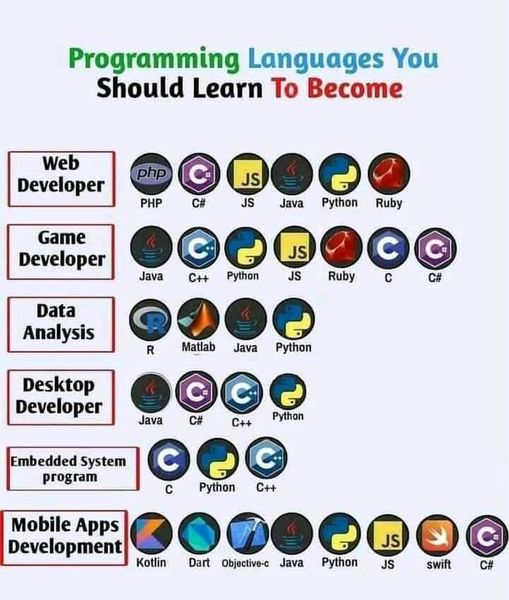 Programming Languages You
Should Learn To Become
Web
Developer
php
C
JS
PHP C# JS Java Python Ruby
Game
Developer
C
JS
C
C
Java C++ Python JS Ruby C C#
Data
Analysis
R
R Matlab Java Python
Desktop
Developer
C
C
Java C# C++ Python
Embedded System
program
C
C
C Python C++
Mobile Apps
Development
JS
C
Kotlin Dart Objective-c Java Python JS swift C#